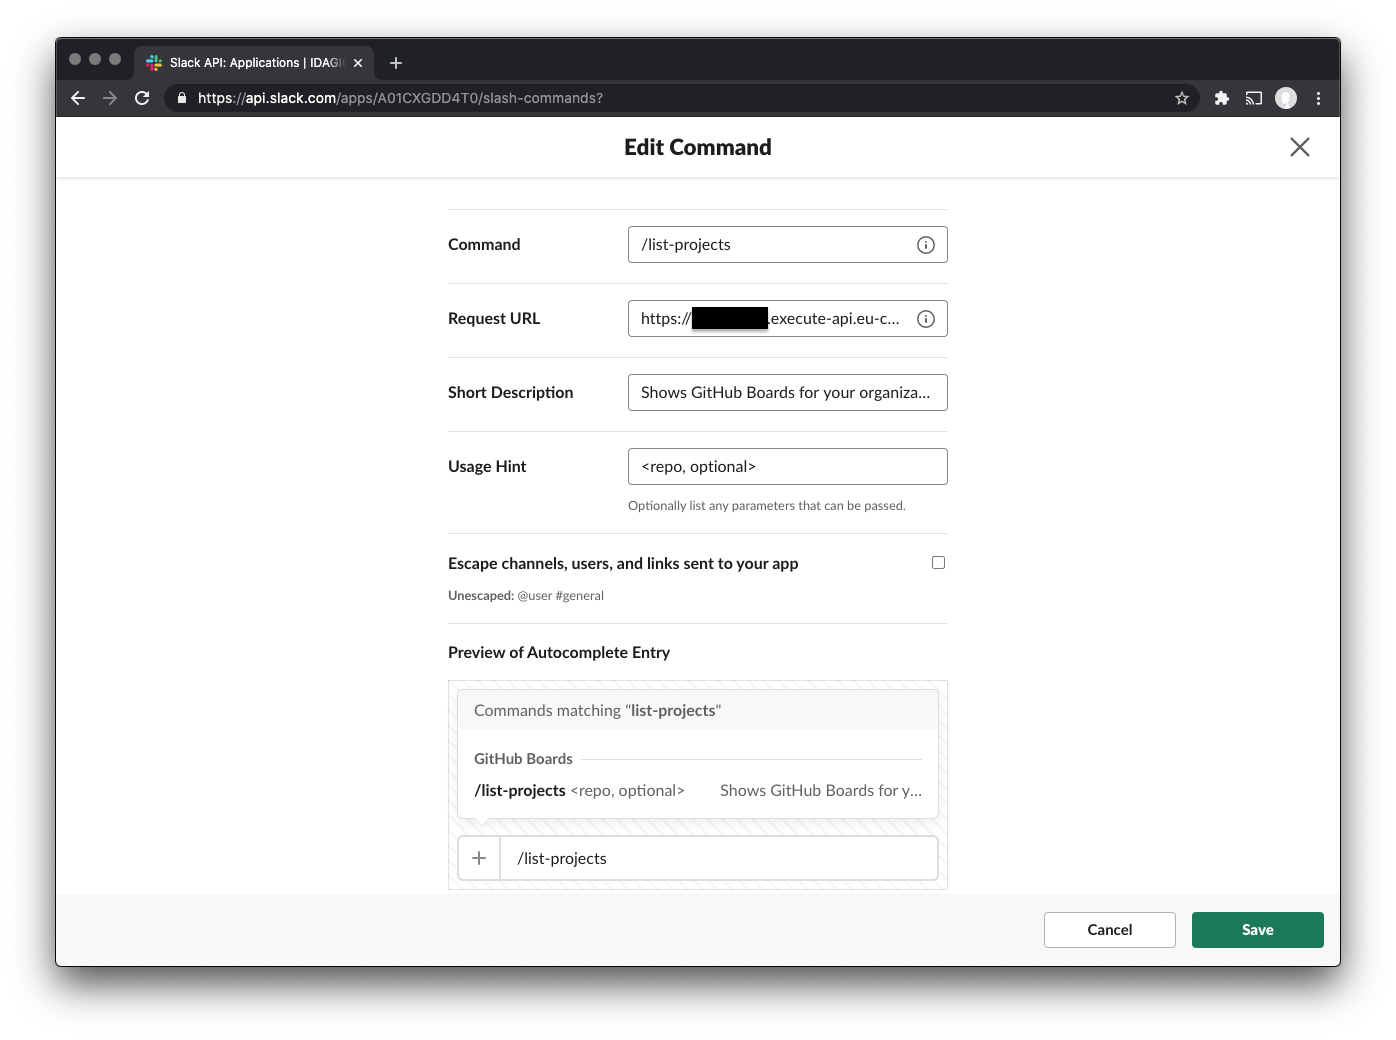 Slack API: Applications | IDAGI
https://api.slack.com/apps/A01CXGDD4T0/slash-commands?
Edit Command
Command
/list-projects
Request URL
https://
.execute-api.eu-c...
Short Description
Shows GitHub Boards for your organiza...
Usage Hint
<repo, optional>
Optionally list any parameters that can be passed.
Escape channels, users, and links sent to your app
Unescaped: @user #general
Preview of Autocomplete Entry
Commands matching "list-projects"
GitHub Boards
/list-projects <repo, optional> Shows GitHub Boards for y...
/list-projects
Cancel
Save